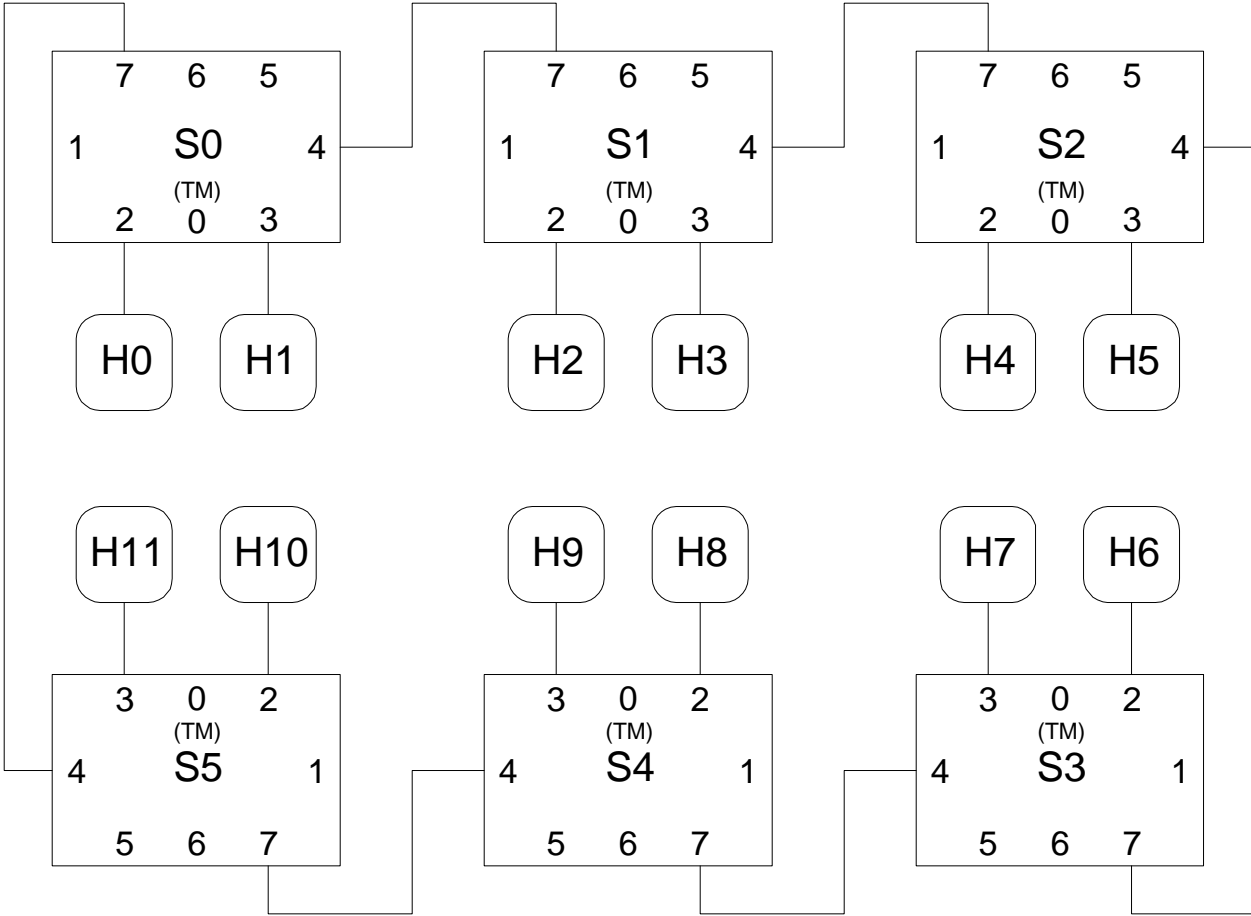 7 6 5 7 6 5 7 6 5
1 S0 4 1 S1 4 1 S2 4
(TM) (TM) (TM)
2 0 3 2 0 3 2 0 3
H0 H1 H2 H3 H4 H5
H11 H10 H9 H8 H7 H6
3 0 2 3 0 2 3 0 2
(TM) (TM) (TM)
4 S5 1 4 S4 1 4 S3 1
5 6 7 5 6 7 5 6 7